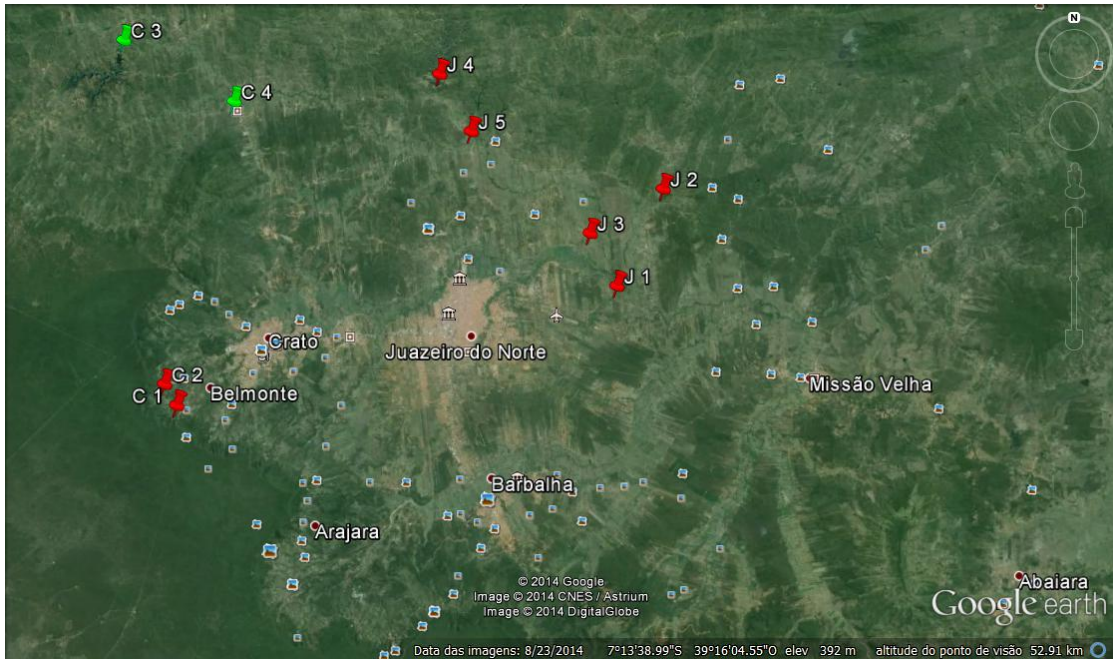 N
C 3
J 4
C 4
J 5
J 2
J 3
J 1
Crato
Juazeiro do Norte
C 2
Belmonte
C 1
Missão Velha
Barbalha
Arajara
Abaiara
© 2014 Google
Image © 2014 CNES / Astrium
Image © 2014 DigitalGlobe
Google earth
Data das imagens: 8/23/2014 7°13'38.99"S 39°16'04.55"O elev 392 m altitude do ponto de visão 52.91 km